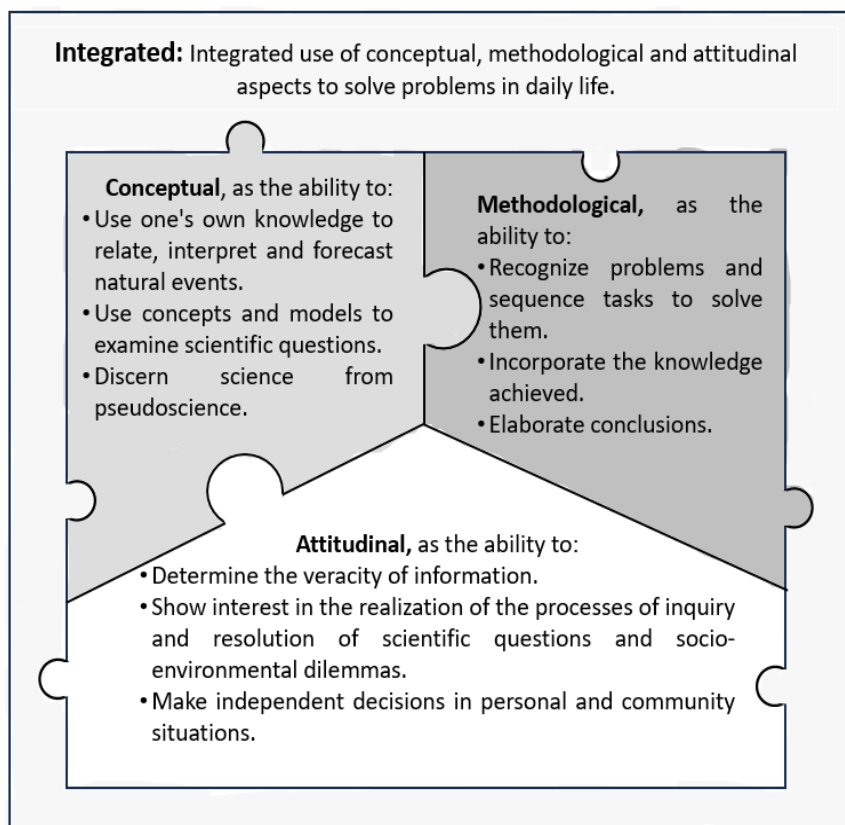 Integrated: Integrated use of conceptual, methodological and attitudinal
aspects to solve problems in daily life.
Conceptual, as the ability to:
• Use one's own knowledge to
relate, interpret and forecast
natural events.
• Use concepts and models to
examine scientific questions.
• Discern science from
pseudoscience.
Methodological, as the
ability to:
• Recognize problems and
sequence tasks to solve
them.
• Incorporate the knowledge
achieved.
• Elaborate conclusions.
Attitudinal, as the ability to:
• Determine the veracity of information.
• Show interest in the realization of the processes of inquiry
and resolution of scientific questions and socio-
environmental dilemmas.
• Make independent decisions in personal and community
situations.